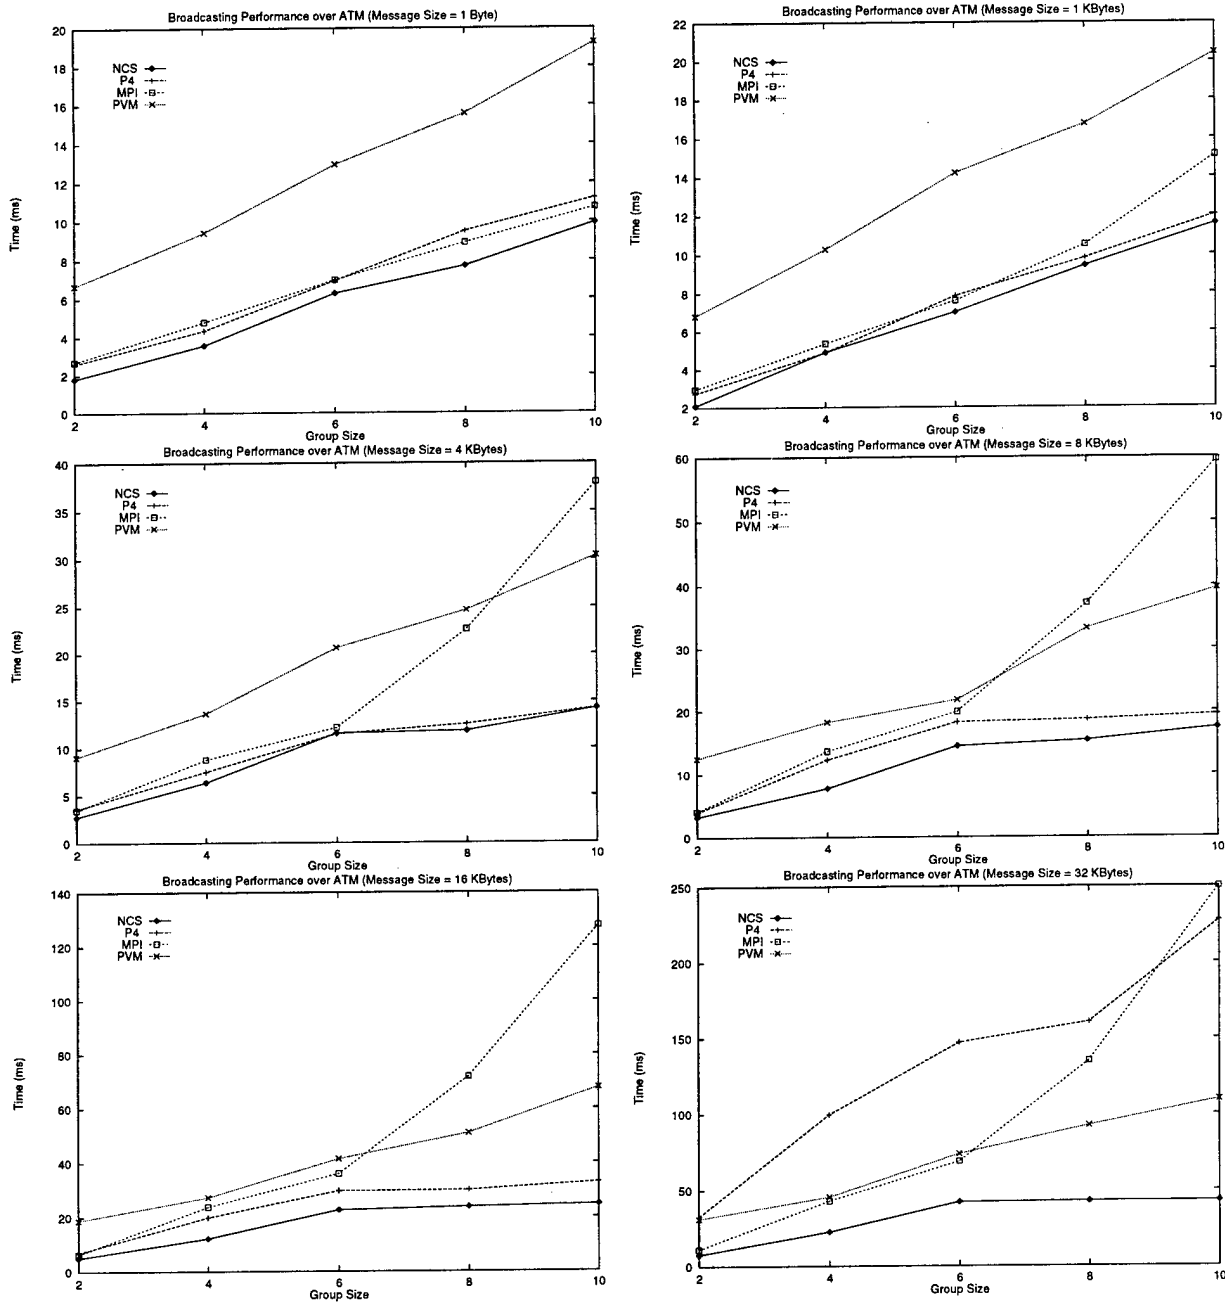 Broadcasting Performance over ATM (Message Size = 1 Byte)
20
18
16
14
12
10
8
6
4
2
0
Time (ms)
NCS
P4
MPI
PVM
2 4 6 8 10
Group Size
Broadcasting Performance over ATM (Message Size = 1 KBytes)
22
20
18
16
14
12
10
8
6
4
2
Time (ms)
NCS
P4
MPI
PVM
2 4 6 8 10
Group Size
Broadcasting Performance over ATM (Message Size = 4 KBytes)
40
35
30
25
20
15
10
5
0
Time (ms)
NCS
P4
MPI
PVM
2 4 6 8 10
Group Size
Broadcasting Performance over ATM (Message Size = 8 KBytes)
60
50
40
30
20
10
0
Time (ms)
NCS
P4
MPI
PVM
2 4 6 8 10
Group Size
Broadcasting Performance over ATM (Message Size = 16 KBytes)
140
120
100
80
60
40
20
0
Time (ms)
NCS
P4
MPI
PVM
2 4 6 8 10
Group Size
Broadcasting Performance over ATM (Message Size = 32 KBytes)
250
200
150
100
50
0
Time (ms)
NCS
P4
MPI
PVM
2 4 6 8 10
Group Size